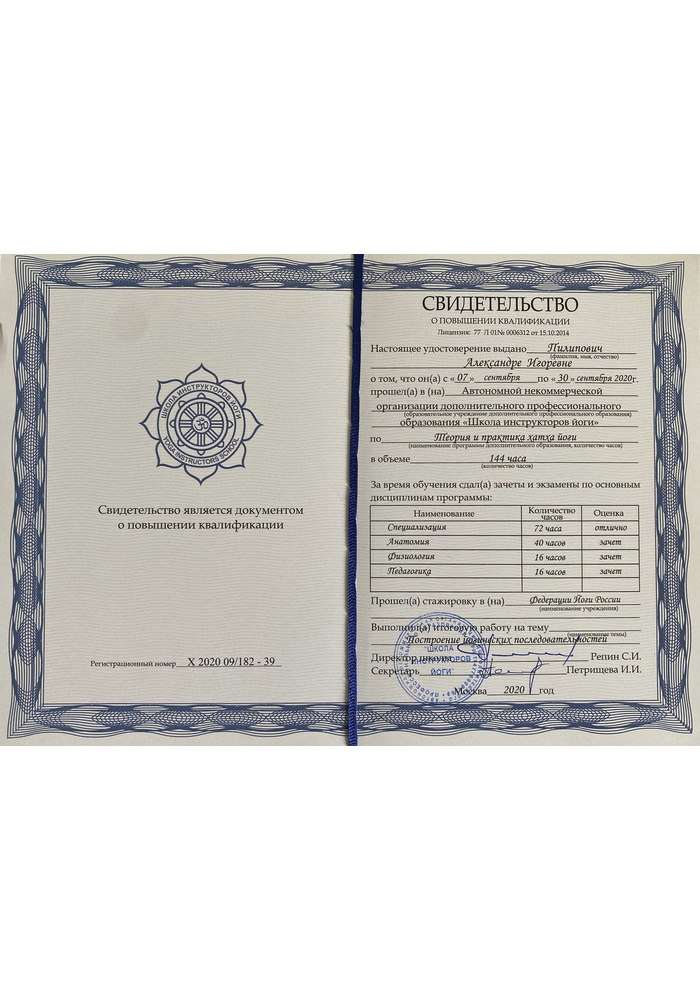 ШКОЛА ИНСТРУКТОРОВ ЙОГИ
YOGA INSTRUCTORS SCHOOL
Свидетельство является документом
о повышении квалификации
Регистрационный номер X 2020 09/182 - 39
СВИДЕТЕЛЬСТВО
О ПОВЫШЕНИИ КВАЛИФИКАЦИИ
Лицензия: 77 Л 01№ 0006312 от 15.10.2014
Настоящее удостоверение выдано Пилипович
(фамилия, имя, отчество)
Александре Игоревне
о том, что он(а) с «07» сентября по «30» сентября 2020г.
прошел(а) в (на) Автономной некоммерческой
организации дополнительного профессионального
(образовательное учреждение дополнительного профессионального образования)
образования «Школа инструкторов йоги»
по Теория и практика хатха йоги
(наименование программы дополнительного образования, количество часов)
в объеме 144 часа
(количество часов)
За время обучения сдал(а) зачеты и экзамены по основным
дисциплинам программы:
Наименование Количество часов Оценка
Специализация 72 часа отлично
Анатомия 40 часов зачет
Физиология 16 часов зачет
Педагогика 16 часов зачет
Прошел(а) стажировку в (на) Федерации Йоги России
(наименование учреждения)
Выполнил(а) итоговую работу на тему
(наименование темы)
Построение йогических последовательностей
Директор школы Репин С.И.
Секретарь Петрищева И.И.
"ШКОЛА
ИНСТРУКТОРОВ
ЙОГИ"
Москва 2020 год